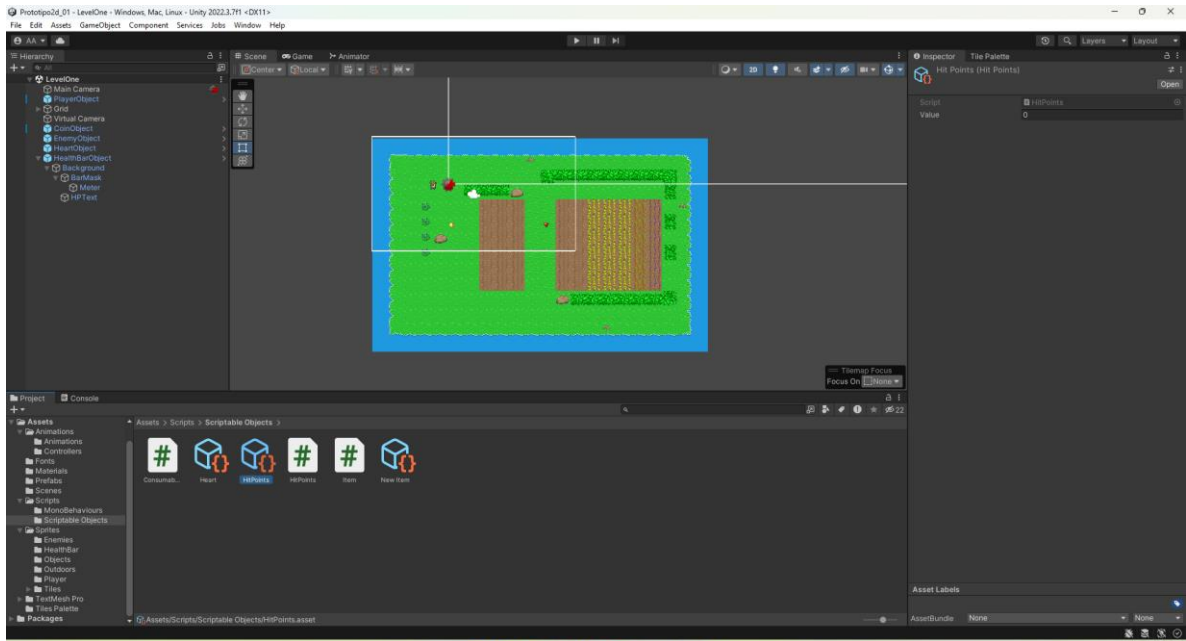 Prototipo2d_01 - LevelOne - Windows, Mac, Linux - Unity 2022.3.7f1 <DX11>
File Edit Assets GameObject Component Services Jobs Window Help
AA
Layers Layout
Hierarchy
Scene Game Animator
Inspector Tile Palette
All
Center Local
2D
Hit Points (Hit Points)
Open
LevelOne
Main Camera
PlayerObject
Grid
Virtual Camera
CoinObject
EnemyObject
HeartObject
HealthBarObject
Background
BarMask
Meter
HPText
Script HitPoints
Value 0
Tilemap Focus
Focus On None
Project Console
22
Assets
Animations
Animations
Controllers
Fonts
Materials
Prefabs
Scenes
Scripts
MonoBehaviours
Scriptable Objects
Sprites
Enemies
HealthBar
Objects
Outdoors
Player
Tiles
TextMesh Pro
Tiles Palette
Packages
Assets > Scripts > Scriptable Objects >
# # #
Consumab... Heart HitPoints HitPoints Item New Item
Assets/Scripts/Scriptable Objects/HitPoints.asset
Asset Labels
AssetBundle None None